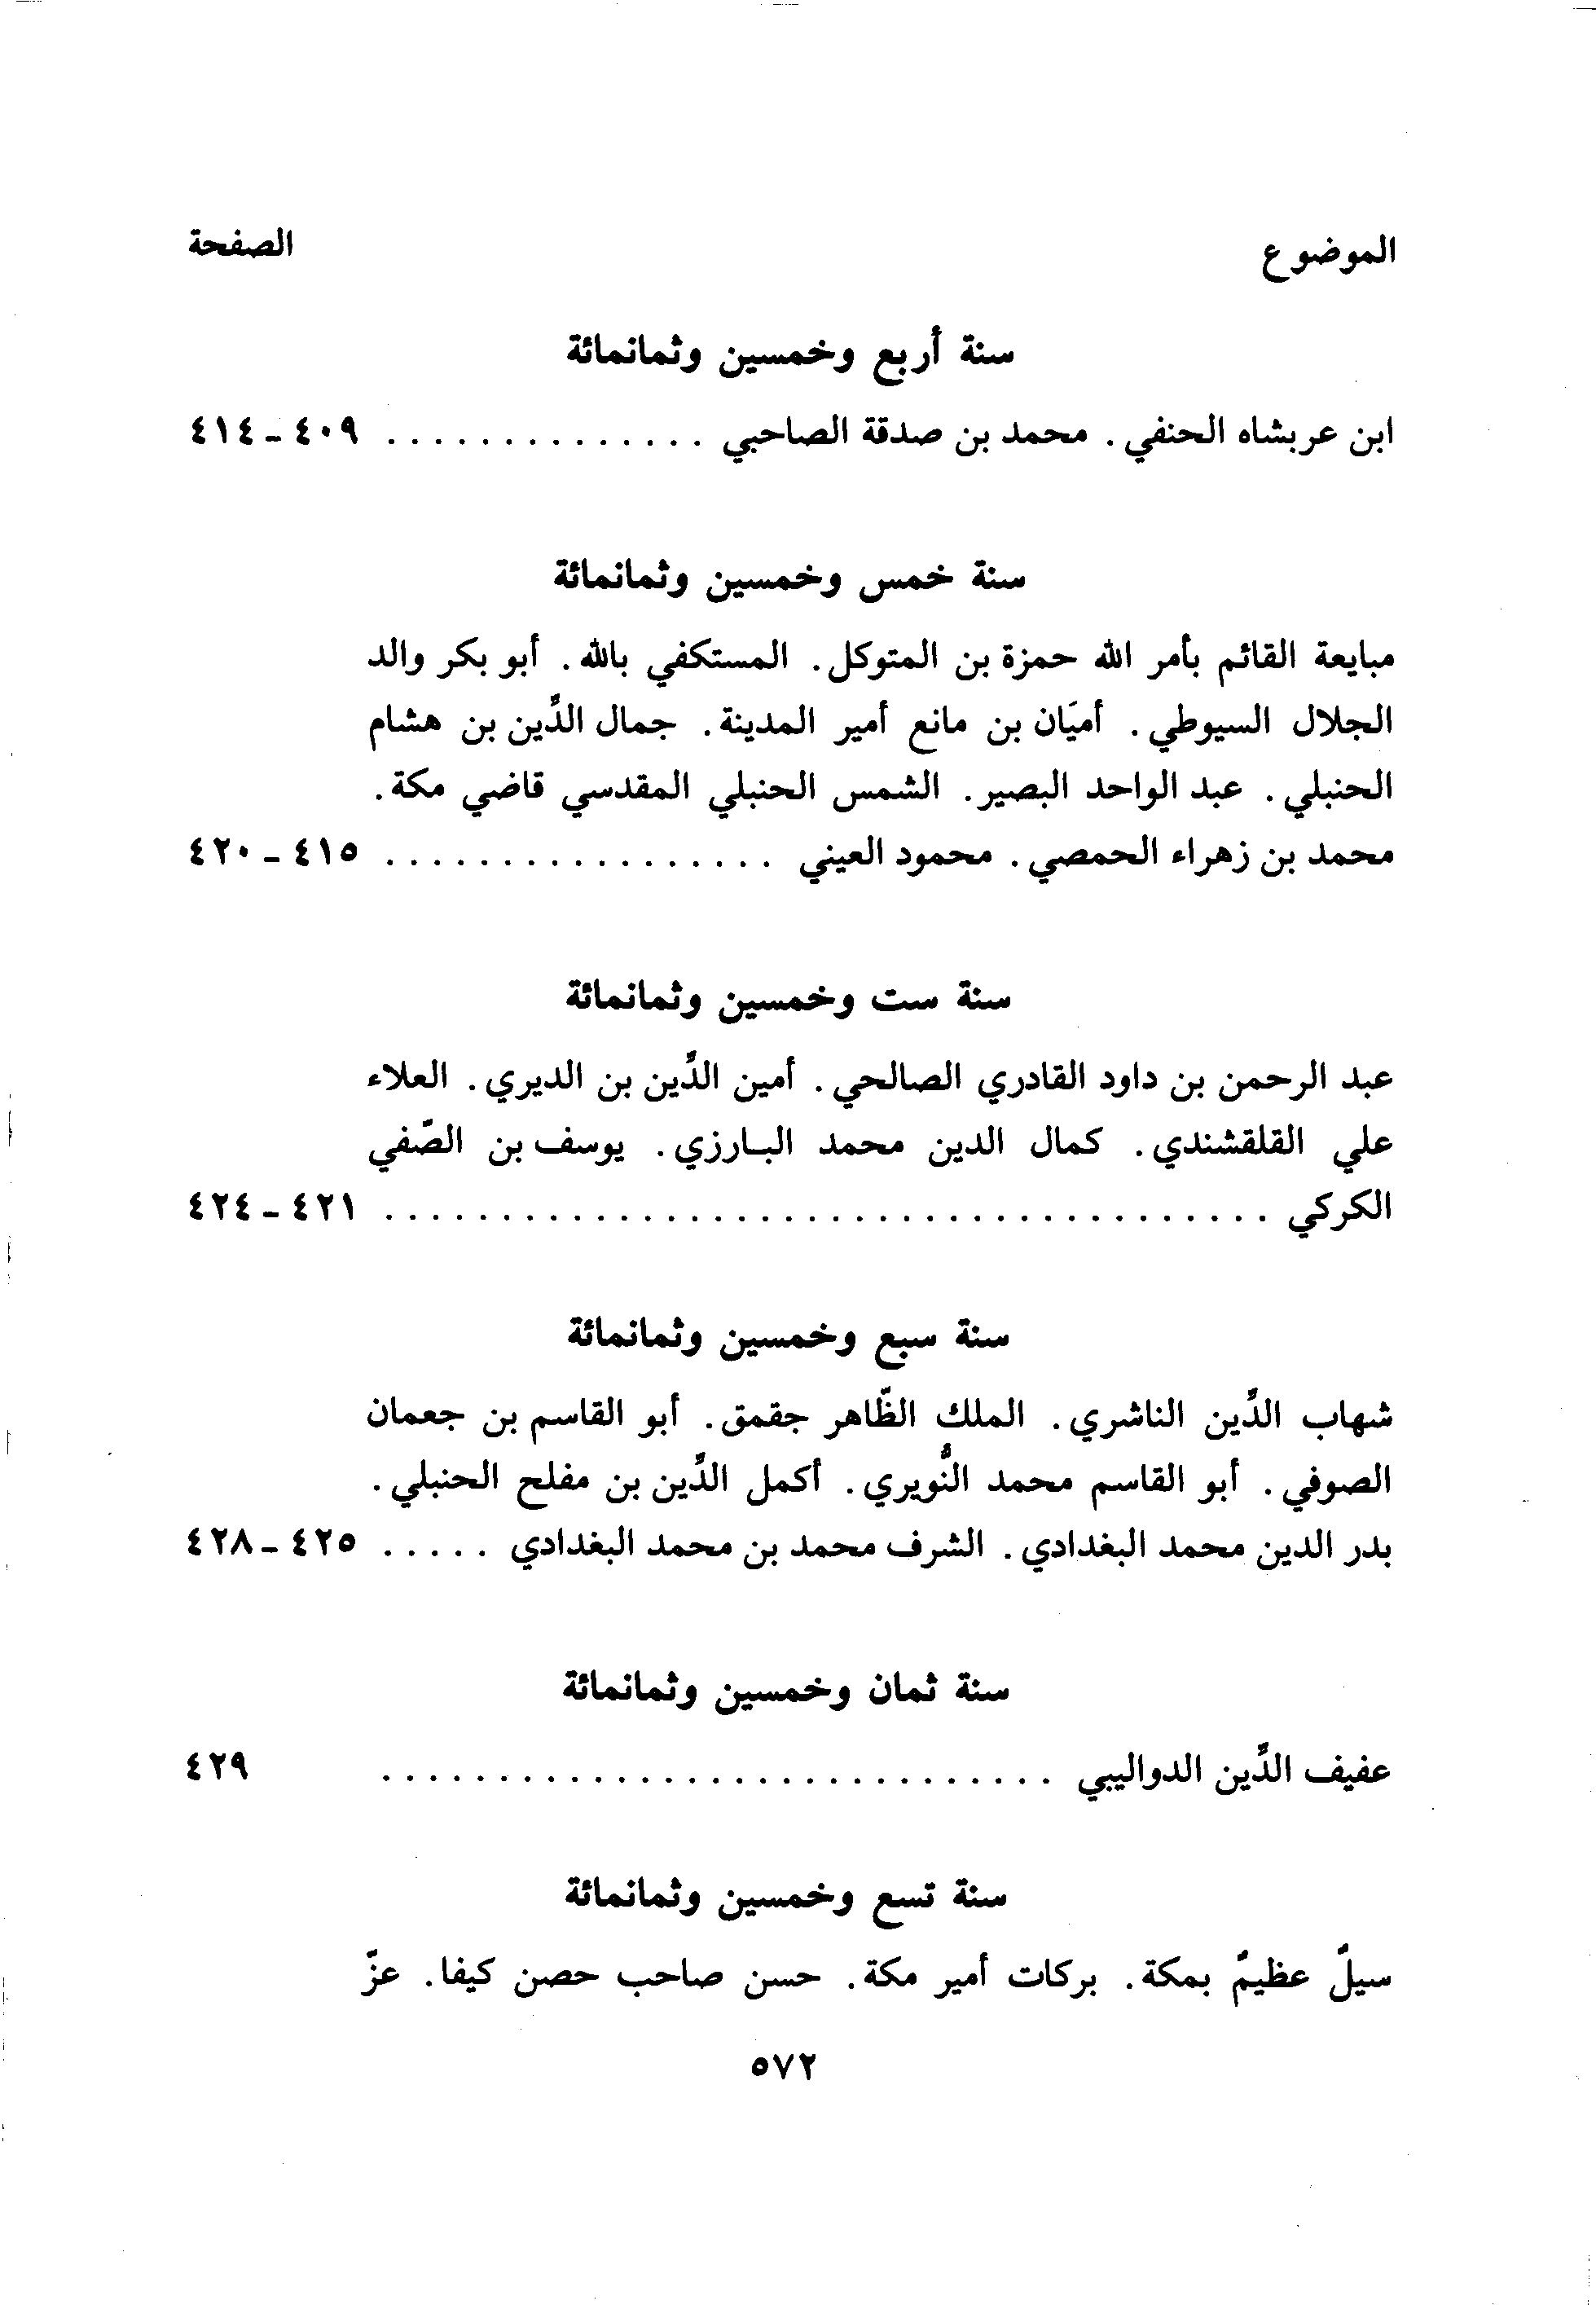 الموضوع الصفحة
سنة أربع وخمسين وثمانمائة
ابن عربشاه الحنفي. محمد بن صدقة الصاحبي .............. ٤٠٩ - ٤١٤
سنة خمس وخمسين وثمانمائة
مبايعة القائم بأمر الله حمزة بن المتوكل. المستكفي بالله. أبو بكر والد
الجلال السيوطي. أميَان بن مانع أمير المدينة. جمال الدِّين بن هشام
الحنبلي. عبد الواحد البصير. الشمس الحنبلي المقدسي قاضي مكة.
محمد بن زهراء الحمصي. محمود العيني ................. ٤١٥ - ٤٢٠
سنة ست وخمسين وثمانمائة
عبد الرحمن بن داود القادري الصالحي. أمين الدِّين بن الديري. العلاء
علي القلقشندي. كمال الدين محمد البارزي. يوسف بن الصّفي
الكركي ...................................... ٤٢١ - ٤٢٤
سنة سبع وخمسين وثمانمائة
شهاب الدِّين الناشري. الملك الظّاهر جقمق. أبو القاسم بن جعمان
الصوفي. أبو القاسم محمد النُّويري. أكمل الدِّين بن مفلح الحنبلي.
بدر الدين محمد البغدادي. الشرف محمد بن محمد البغدادي ..... ٤٢٥ - ٤٢٨
سنة ثمان وخمسين وثمانمائة
عفيف الدِّين الدواليبي ............................. ٤٢٩
سنة تسع وخمسين وثمانمائة
سيلٌ عظيمٌ بمكة. بركات أمير مكة. حسن صاحب حصن كيفا. عزّ
٥٧٢